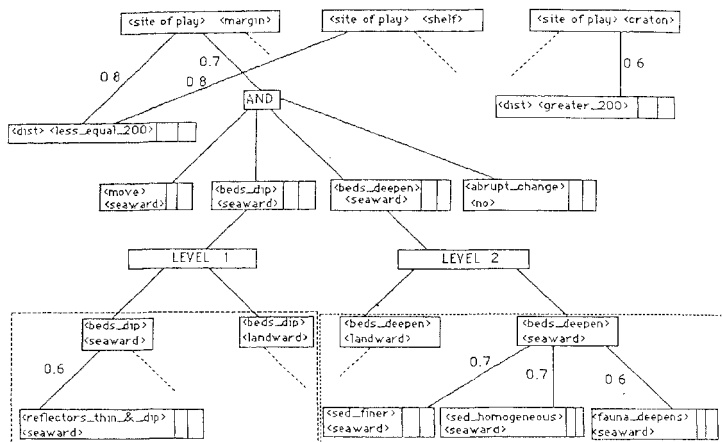 <site of play> <margin>
<site of play> <shelf>
<site of play> <craton>
0.8
0.7
0.8
0.6
AND
<dist> <greater_200>
<dist> <less_equal_200>
<move>
<seaward>
<beds_dip>
<seaward>
<beds_deepen>
<seaward>
<abrupt_change>
<no>
LEVEL 1
LEVEL 2
<beds_dip>
<seaward>
<beds_dip>
<landward>
<beds_deepen>
<landward>
<beds_deepen>
<seaward>
0.6
0.7
0.7
0.6
<reflectors_thin_&_dip>
<seaward>
<sed_finer>
<seaward>
<sed_homogeneous>
<seaward>
<fauna_deepens>
<seaward>